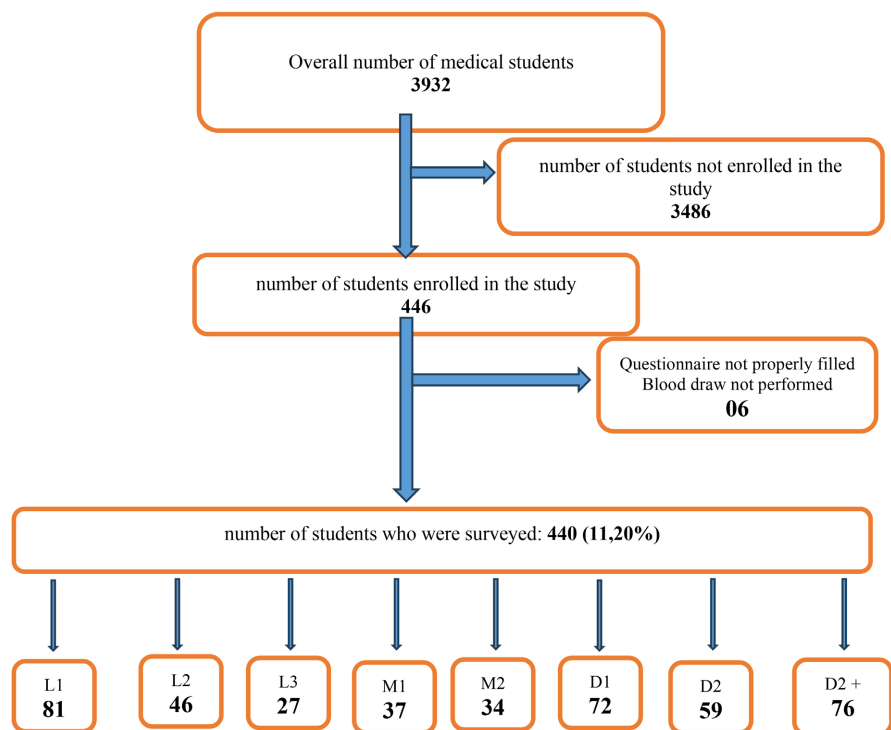 Overall number of medical students
3932
number of students not enrolled in the
study
3486
number of students enrolled in the study
446
Questionnaire not properly filled
Blood draw not performed
06
number of students who were surveyed: 440 (11,20%)
L1
81
L2
46
L3
27
M1
37
M2
34
D1
72
D2
59
D2 +
76